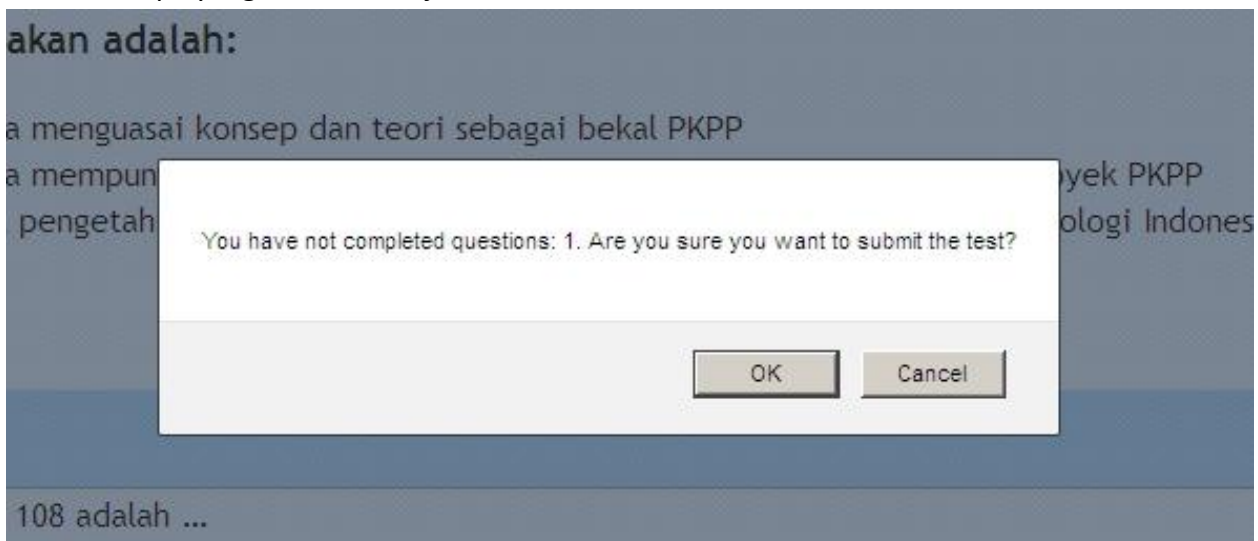 akan adalah:
a menguasai konsep dan teori sebagai bekal PKPP
a mempun yek PKPP
pengetah ologi Indones
You have not completed questions: 1. Are you sure you want to submit the test?
OK Cancel
108 adalah ...